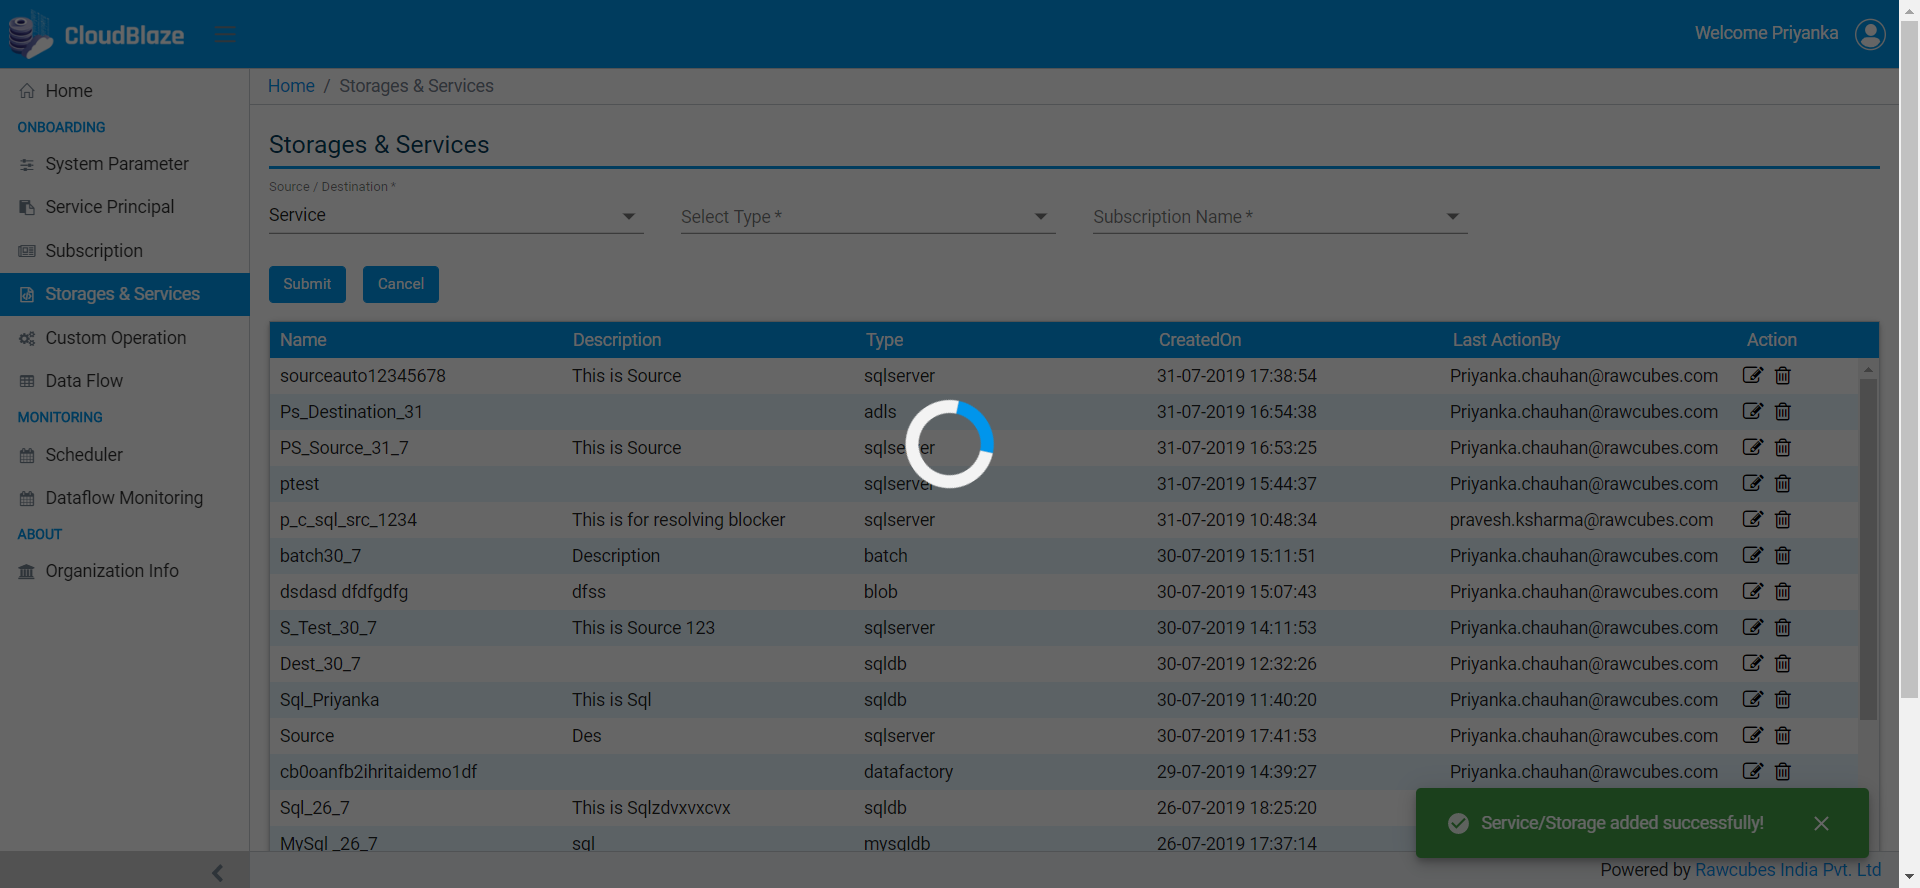 CloudBlaze
Welcome Priyanka
Home
ONBOARDING
System Parameter
Service Principal
Subscription
Storages & Services
Custom Operation
Data Flow
MONITORING
Scheduler
Dataflow Monitoring
ABOUT
Organization Info
Home / Storages & Services
Storages & Services
Source / Destination *
Service Select Type * Subscription Name *
Submit Cancel
Name Description Type CreatedOn Last ActionBy Action
sourceauto12345678 This is Source sqlserver 31-07-2019 17:38:54 Priyanka.chauhan@rawcubes.com
Ps_Destination_31 adls 31-07-2019 16:54:38 Priyanka.chauhan@rawcubes.com
PS_Source_31_7 This is Source sqlserver 31-07-2019 16:53:25 Priyanka.chauhan@rawcubes.com
ptest sqlserver 31-07-2019 15:44:37 Priyanka.chauhan@rawcubes.com
p_c_sql_src_1234 This is for resolving blocker sqlserver 31-07-2019 10:48:34 pravesh.ksharma@rawcubes.com
batch30_7 Description batch 30-07-2019 15:11:51 Priyanka.chauhan@rawcubes.com
dsdasd dfdfgdfg dfss blob 30-07-2019 15:07:43 Priyanka.chauhan@rawcubes.com
S_Test_30_7 This is Source 123 sqlserver 30-07-2019 14:11:53 Priyanka.chauhan@rawcubes.com
Dest_30_7 sqldb 30-07-2019 12:32:26 Priyanka.chauhan@rawcubes.com
Sql_Priyanka This is Sql sqldb 30-07-2019 11:40:20 Priyanka.chauhan@rawcubes.com
Source Des sqlserver 30-07-2019 17:41:53 Priyanka.chauhan@rawcubes.com
cb0oanfb2ihritaidemo1df datafactory 29-07-2019 14:39:27 Priyanka.chauhan@rawcubes.com
Sql_26_7 This is Sqlzdvxvxcvx sqldb 26-07-2019 18:25:20
MySql _26_7 sql mysqldb 26-07-2019 17:37:14
Service/Storage added successfully!
Powered by Rawcubes India Pvt. Ltd